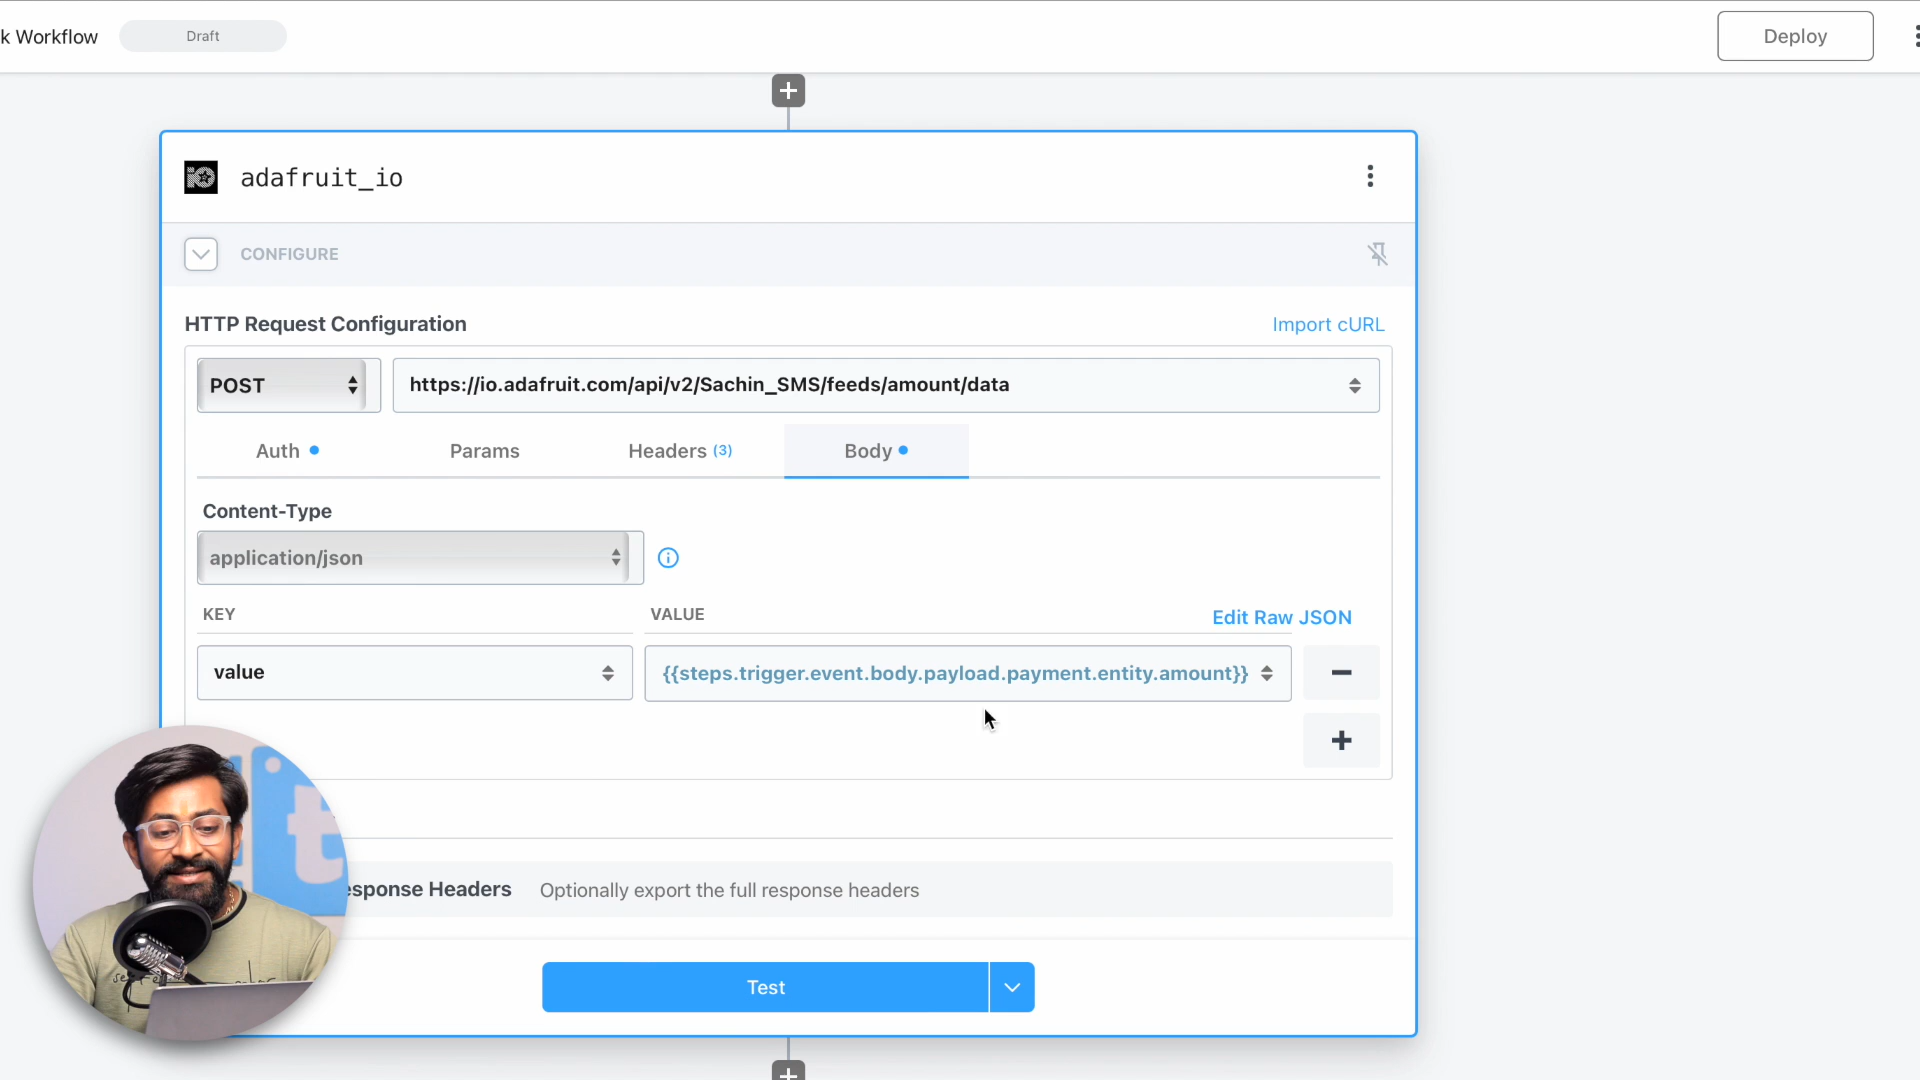 k Workflow
Draft
Deploy
adafruit_io
CONFIGURE
HTTP Request Configuration
Import cURL
POST
https://io.adafruit.com/api/v2/Sachin_SMS/feeds/amount/data
Auth
Params
Headers (3)
Body
Content-Type
application/json
KEY
VALUE
Edit Raw JSON
value
{{steps.trigger.event.body.payload.payment.entity.amount}}
esponse Headers
Optionally export the full response headers
Test